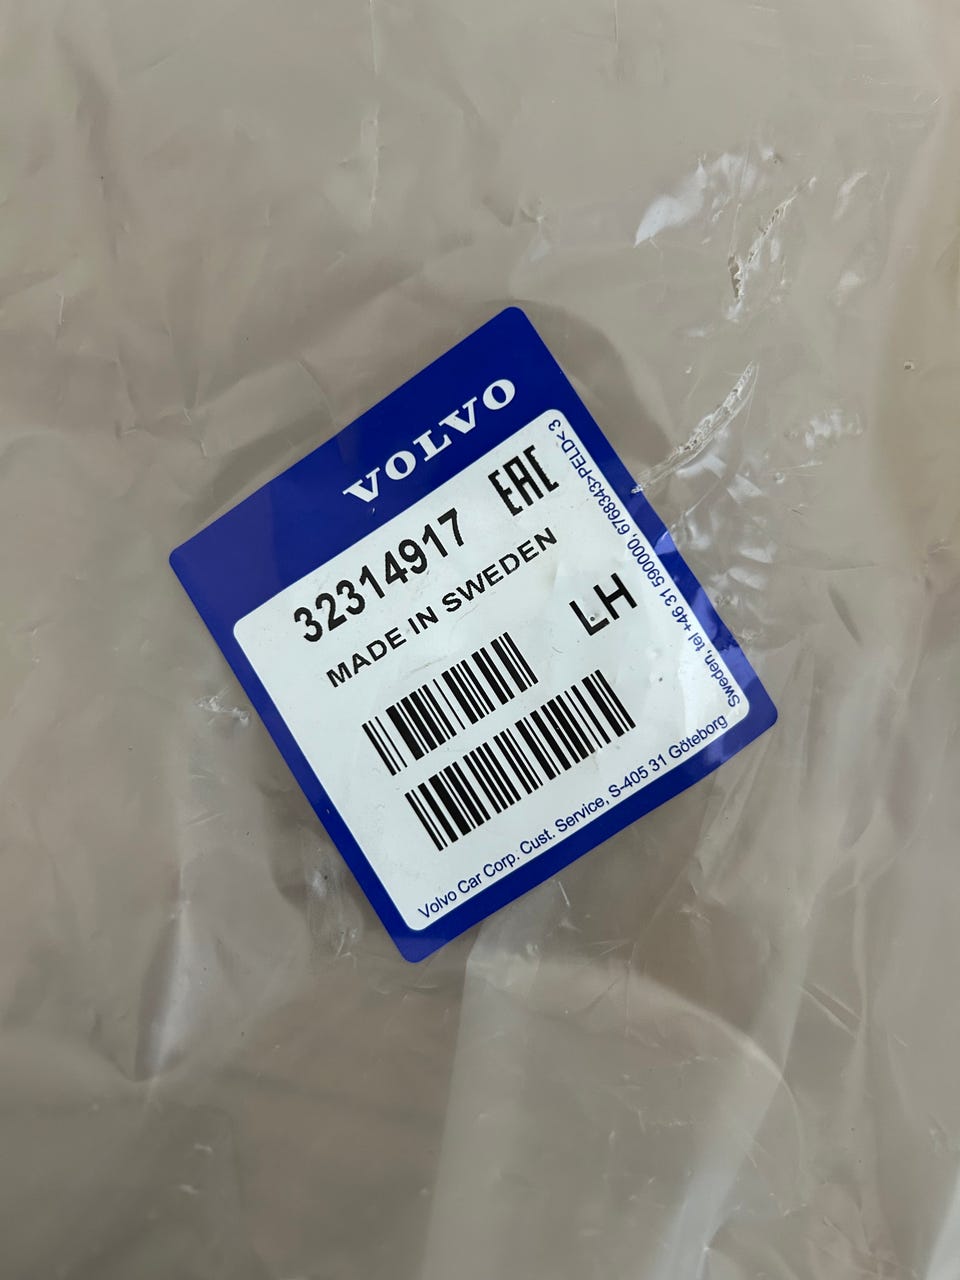 VOLVO
32314917 EAC
MADE IN SWEDEN
LH
Volvo Car Corp. Cust. Service, S-405 31 Göteborg
Sweden, tel +46 31 590000, 6768343>PELD<3